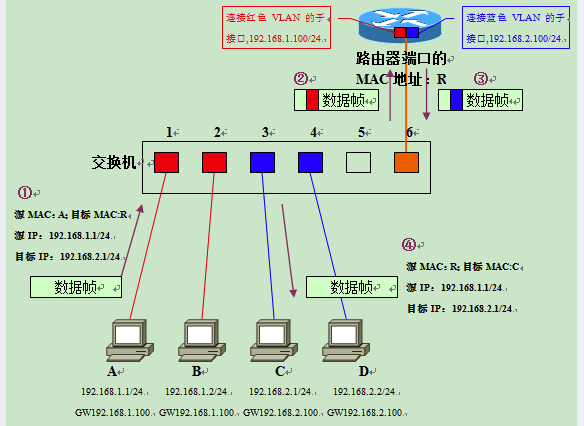 连接红色 VLAN 的子
接口,192.168.1.100/24.
连接蓝色 VLAN 的子
接口,192.168.2.100/24.
路由器端口的
MAC 地址:R
②
③
数据帧
数据帧
1 2 3 4 5 6
交换机
①
源 MAC:A;目标 MAC:R
源 IP:192.168.1.1/24.
目标 IP:192.168.2.1/24.
数据帧
④
源 MAC:R;目标 MAC:C
源 IP:192.168.1.1/24.
目标 IP:192.168.2.1/24.
数据帧
A B C D
192.168.1.1/24. 192.168.1.2/24. 192.168.2.1/24. 192.168.2.2/24.
GW192.168.1.100. GW192.168.1.100. GW192.168.2.100. GW192.168.2.100.